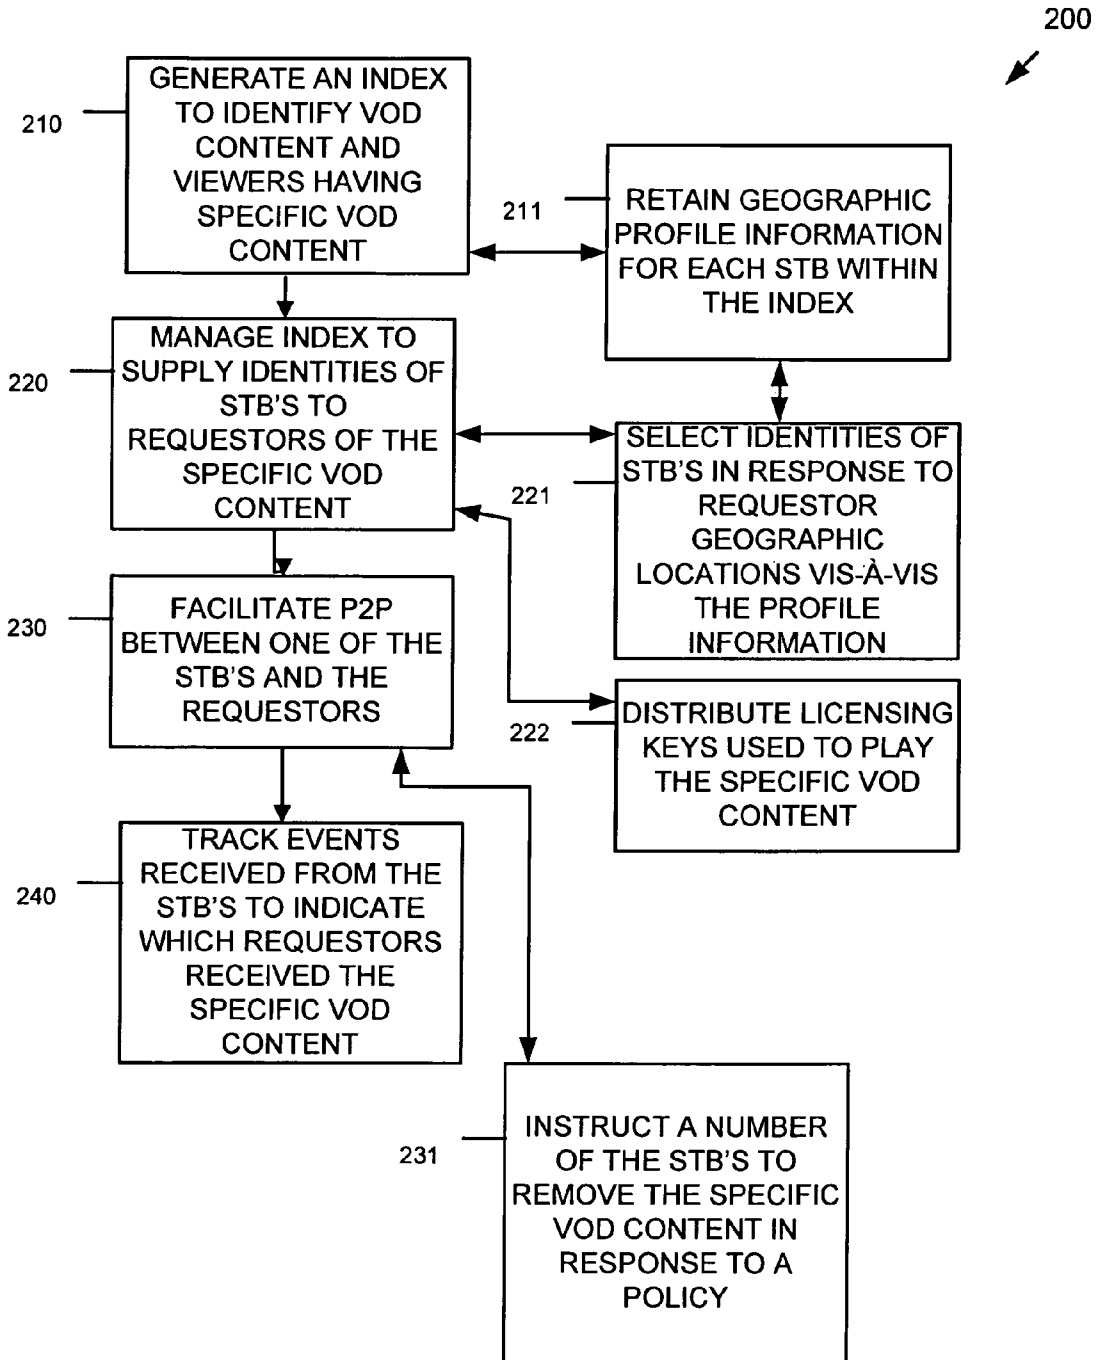 200
210
GENERATE AN INDEX
TO IDENTIFY VOD
CONTENT AND
VIEWERS HAVING
SPECIFIC VOD
CONTENT
211
RETAIN GEOGRAPHIC
PROFILE INFORMATION
FOR EACH STB WITHIN
THE INDEX
220
MANAGE INDEX TO
SUPPLY IDENTITIES OF
STB'S TO
REQUESTORS OF THE
SPECIFIC VOD
CONTENT
221
SELECT IDENTITIES OF
STB'S IN RESPONSE TO
REQUESTOR
GEOGRAPHIC
LOCATIONS VIS-À-VIS
THE PROFILE
INFORMATION
230
FACILITATE P2P
BETWEEN ONE OF THE
STB'S AND THE
REQUESTORS
222
DISTRIBUTE LICENSING
KEYS USED TO PLAY
THE SPECIFIC VOD
CONTENT
240
TRACK EVENTS
RECEIVED FROM THE
STB'S TO INDICATE
WHICH REQUESTORS
RECEIVED THE
SPECIFIC VOD
CONTENT
231
INSTRUCT A NUMBER
OF THE STB'S TO
REMOVE THE SPECIFIC
VOD CONTENT IN
RESPONSE TO A
POLICY